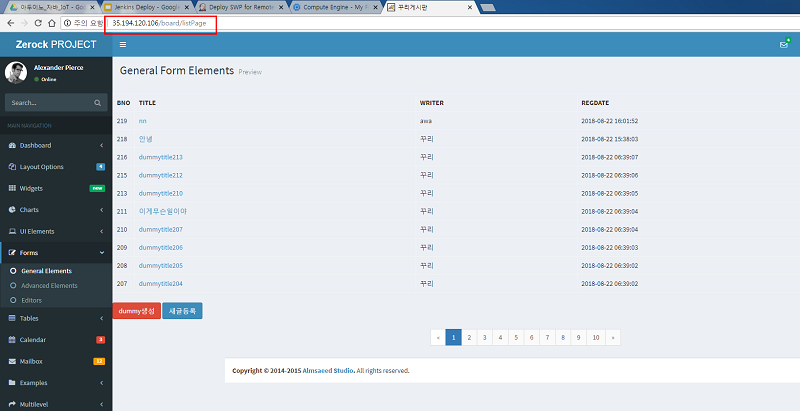 아두이노_자바_IoT - Goog
Jenkins Deploy - Google
Deploy SWP for Remote
Compute Engine - My P
꾸리게시판
주의 요함
35.194.120.106/board/listPage
Zerock PROJECT
Alexander Pierce
Online
Search...
MAIN NAVIGATION
Dashboard
Layout Options 4
Widgets new
Charts
UI Elements
Forms
General Elements
Advanced Elements
Editors
Tables
Calendar 3
Mailbox 12
Examples
Multilevel
General Form Elements Preview
BNO TITLE WRITER REGDATE
219 nn awa 2018-08-22 16:01:52
218 안녕 꾸리 2018-08-22 15:38:03
216 dummytitle213 꾸리 2018-08-22 06:39:07
215 dummytitle212 꾸리 2018-08-22 06:39:06
213 dummytitle210 꾸리 2018-08-22 06:39:05
211 이게무슨일이야 꾸리 2018-08-22 06:39:04
210 dummytitle207 꾸리 2018-08-22 06:39:04
209 dummytitle206 꾸리 2018-08-22 06:39:03
208 dummytitle205 꾸리 2018-08-22 06:39:02
207 dummytitle204 꾸리 2018-08-22 06:39:02
dummy생성 새글등록
« 1 2 3 4 5 6 7 8 9 10 »
Copyright © 2014-2015 Almsaeed Studio. All rights reserved.